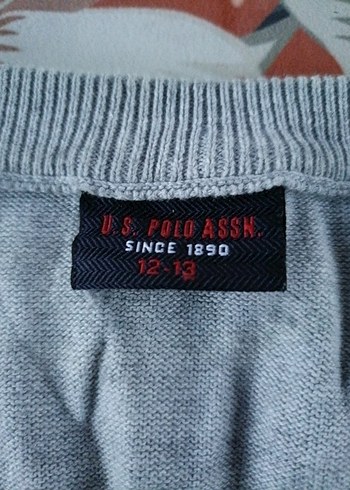 U.S. POLO ASSN.
SINCE 1890
12-13